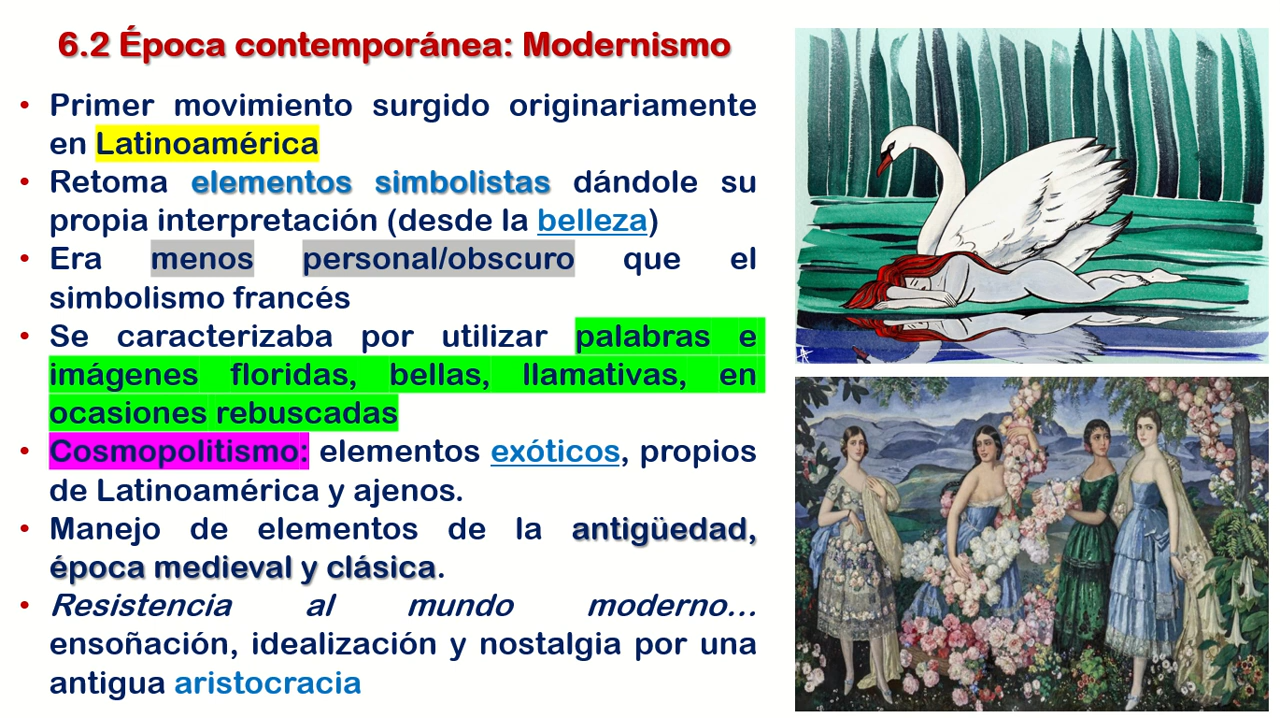 6.2 Época contemporánea: Modernismo
• Primer movimiento surgido originariamente
en Latinoamérica
• Retoma elementos simbolistas dándole su
propia interpretación (desde la belleza)
• Era menos personal/obscuro que el
simbolismo francés
• Se caracterizaba por utilizar palabras e
imágenes floridas, bellas, llamativas, en
ocasiones rebuscadas
• Cosmopolitismo: elementos exóticos, propios
de Latinoamérica y ajenos.
• Manejo de elementos de la antigüedad,
época medieval y clásica.
• Resistencia al mundo moderno...
ensoñación, idealización y nostalgia por una
antigua aristocracia